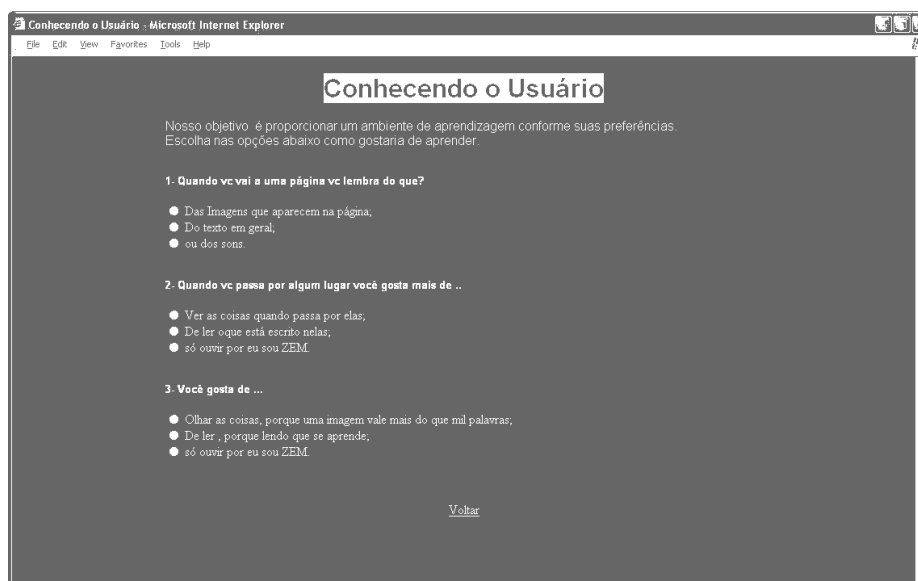 Conhecendo o Usuário - Microsoft Internet Explorer
File Edit View Favorites Tools Help
Conhecendo o Usuário
Nosso objetivo é proporcionar um ambiente de aprendizagem conforme suas preferências.
Escolha nas opções abaixo como gostaria de aprender.
1- Quando vc vai a uma página vc lembra do que?
Das Imagens que aparecem na página;
Do texto em geral;
ou dos sons.
2- Quando vc passa por algum lugar você gosta mais de ..
Ver as coisas quando passa por elas;
De ler oque está escrito nelas;
só ouvir por eu sou ZEM.
3- Você gosta de ...
Olhar as coisas, porque uma imagem vale mais do que mil palavras;
De ler , porque lendo que se aprende;
só ouvir por eu sou ZEM.
Voltar